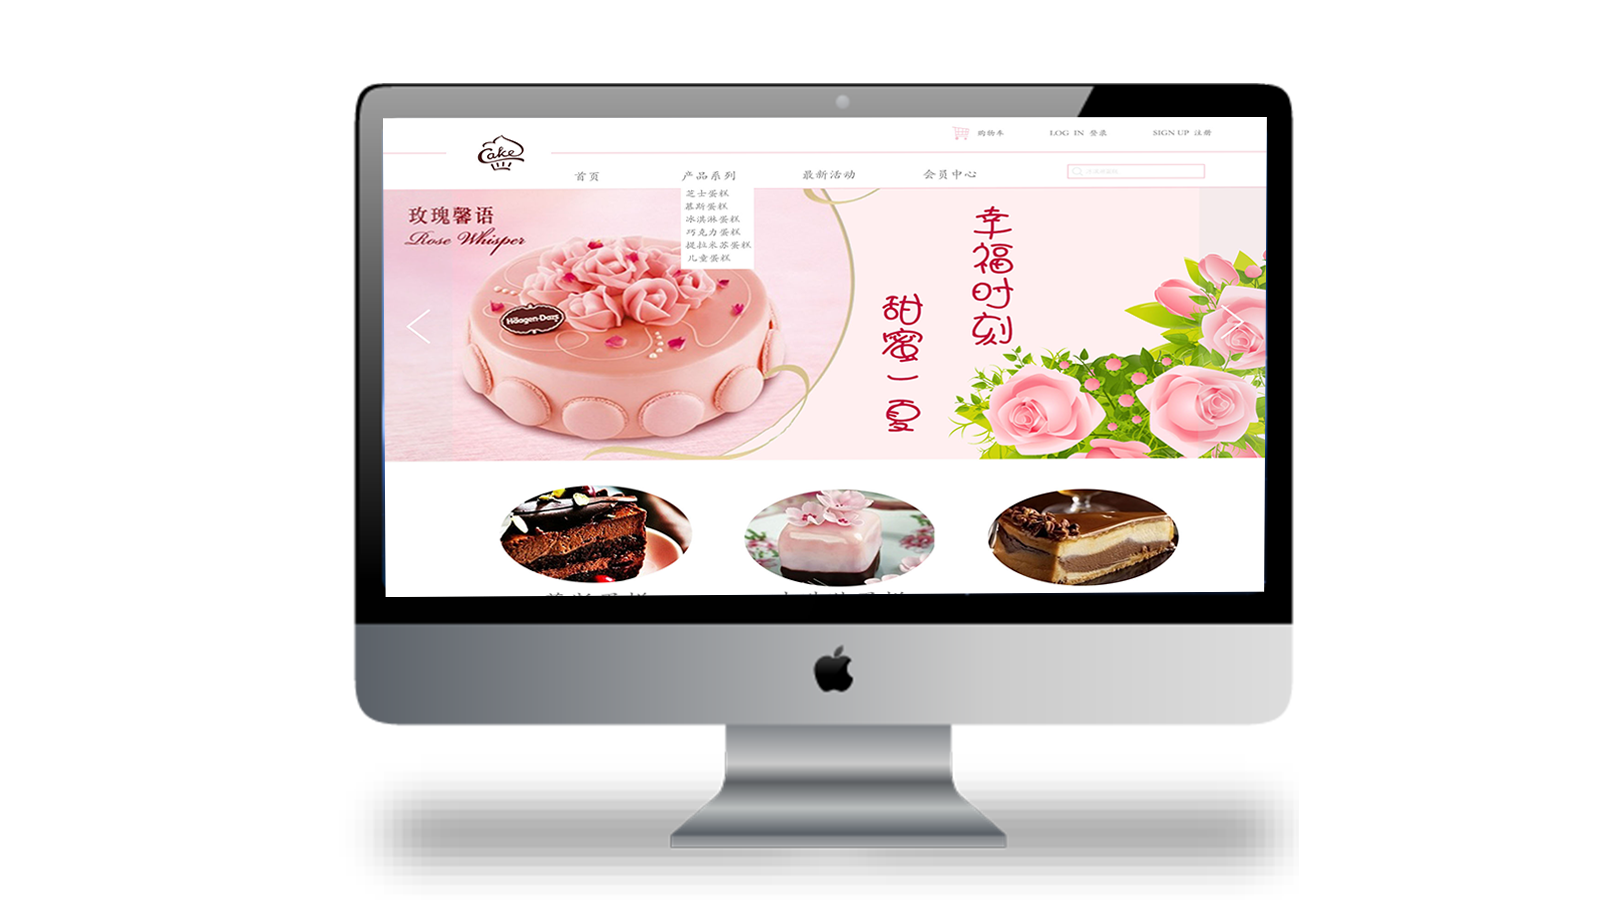 购物车
LOG IN 登录
SIGN UP 注册
Cake
首页
产品系列
最新活动
会员中心
芝士蛋糕
慕斯蛋糕
冰淇淋蛋糕
巧克力蛋糕
提拉米苏蛋糕
儿童蛋糕
玫瑰馨语
Rose Whisper
Häagen-Dazs
幸福时刻
甜蜜一夏